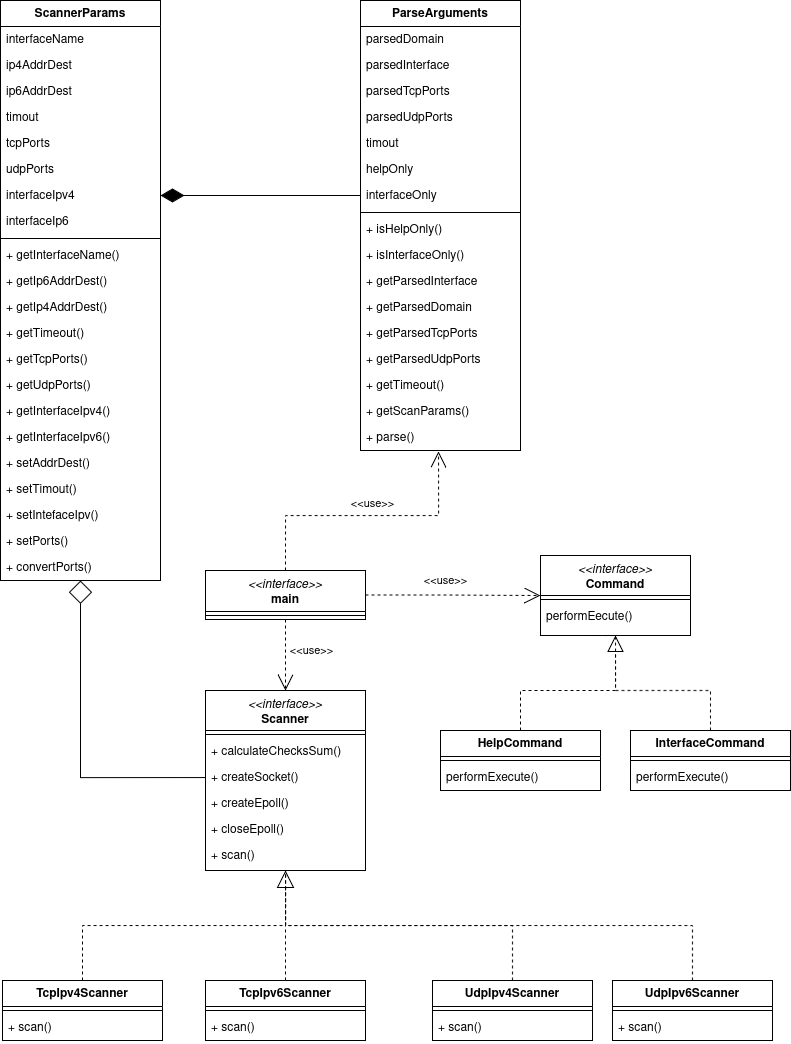 ScannerParams
interfaceName
ip4AddrDest
ip6AddrDest
timout
tcpPorts
udpPorts
interfaceIpv4
interfaceIp6
+ getInterfaceName()
+ getIp6AddrDest()
+ getIp4AddrDest()
+ getTimeout()
+ getTcpPorts()
+ getUdpPorts()
+ getInterfaceIpv4()
+ getInterfaceIpv6()
+ setAddrDest()
+ setTimout()
+ setIntefaceIpv()
+ setPorts()
+ convertPorts()
ParseArguments
parsedDomain
parsedInterface
parsedTcpPorts
parsedUdpPorts
timout
helpOnly
interfaceOnly
+ isHelpOnly()
+ isInterfaceOnly()
+ getParsedInterface
+ getParsedDomain
+ getParsedTcpPorts
+ getParsedUdpPorts
+ getTimeout()
+ getScanParams()
+ parse()
<<use>>
<<interface>>
main
<<use>>
<<interface>>
Command
performEecute()
<<use>>
<<interface>>
Scanner
+ calculateChecksSum()
+ createSocket()
+ createEpoll()
+ closeEpoll()
+ scan()
HelpCommand
performExecute()
InterfaceCommand
performExecute()
TcpIpv4Scanner
+ scan()
TcpIpv6Scanner
+ scan()
UdpIpv4Scanner
+ scan()
UdpIpv6Scanner
+ scan()